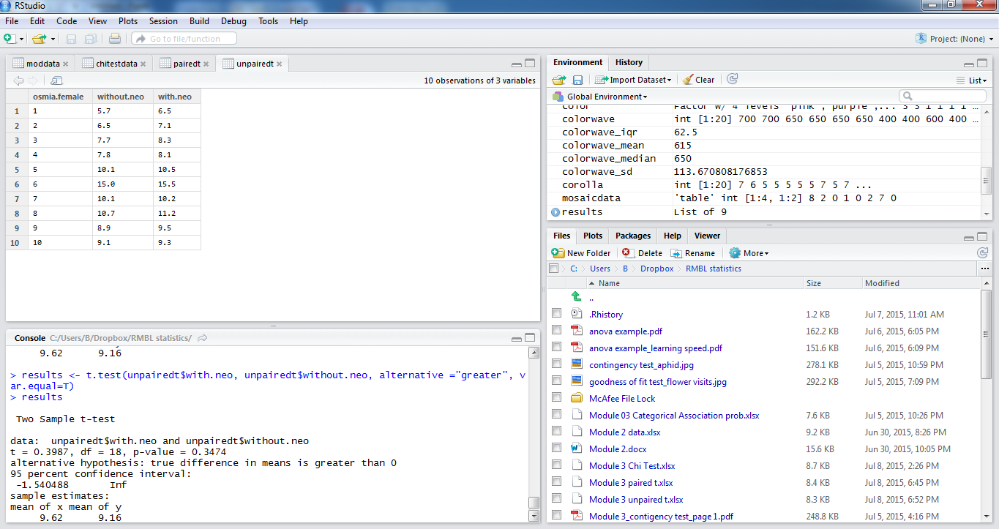 RStudio
File Edit Code View Plots Session Build Debug Tools Help
Go to file/function
Project: (None)
moddata chitestdata pairedt unpairedt
10 observations of 3 variables
osmia.female without.neo with.neo
1 1 5.7 6.5
2 2 6.5 7.1
3 3 7.7 8.3
4 4 7.8 8.1
5 5 10.1 10.5
6 6 15.0 15.5
7 7 10.1 10.2
8 8 10.7 11.2
9 9 8.9 9.5
10 10 9.1 9.3
Console C:/Users/B/Dropbox/RMBL statistics/
9.62 9.16
> results <- t.test(unpairedt$with.neo, unpairedt$without.neo, alternative ="greater", v
ar.equal=T)
> results
Two Sample t-test
data: unpairedt$with.neo and unpairedt$without.neo
t = 0.3987, df = 18, p-value = 0.3474
alternative hypothesis: true difference in means is greater than 0
95 percent confidence interval:
-1.540488 Inf
sample estimates:
mean of x mean of y
9.62 9.16
Environment History
Import Dataset Clear List
Global Environment
color Factor w/ 4 levels "pink","purple",..: 3 3 1 1 1 1 …
colorwave int [1:20] 700 700 650 650 650 650 400 400 600 400 …
colorwave_iqr 62.5
colorwave_mean 615
colorwave_median 650
colorwave_sd 113.670808176853
corolla int [1:20] 7 6 5 5 5 5 5 7 5 7 ...
mosaicdata 'table' int [1:4, 1:2] 8 2 0 1 0 2 7 0
results List of 9
Files Plots Packages Help Viewer
New Folder Delete Rename More
C: Users B Dropbox RMBL statistics ...
Name Size Modified
..
.Rhistory 1.2 KB Jul 7, 2015, 11:01 AM
anova example.pdf 162.2 KB Jul 6, 2015, 6:05 PM
anova example_learning speed.pdf 151.6 KB Jul 6, 2015, 6:09 PM
contingency test_aphid.jpg 278.1 KB Jul 5, 2015, 10:59 PM
goodness of fit test_flower visits.jpg 292.2 KB Jul 5, 2015, 7:09 PM
McAfee File Lock
Module 03 Categorical Association prob.xlsx 7.6 KB Jul 5, 2015, 10:26 PM
Module 2 data.xlsx 9.2 KB Jun 30, 2015, 8:26 PM
Module 2.docx 15.6 KB Jun 30, 2015, 10:05 PM
Module 3 Chi Test.xlsx 8.7 KB Jul 8, 2015, 2:26 PM
Module 3 paired t.xlsx 8.4 KB Jul 8, 2015, 6:45 PM
Module 3 unpaired t.xlsx 8.3 KB Jul 8, 2015, 6:52 PM
Module 3_contigency test_page 1.pdf 248.8 KB Jul 5, 2015, 4:16 PM